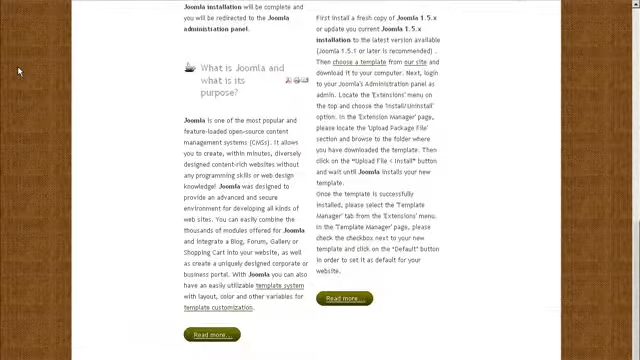 Joomla installation will be complete and
you will be redirected to the Joomla
administration panel.
What is Joomla and
what is its
purpose?
Joomla is one of the most popular and
feature-loaded open-source content
management systems (CMSs). It allows
you to create, within minutes, diversely
designed content-rich websites without
any programming skills or web design
knowledge! Joomla was designed to
provide an advanced and secure
environment for developing all kinds of
web sites. You can easily combine the
thousands of modules offered for Joomla
and integrate a Blog, Forum, Gallery or
Shopping Cart into your website, as well
as create a uniquely designed corporate or
business portal. With Joomla you can also
have an easily utilizable template system
with layout, color and other variables for
template customization.
Read more...
First install a fresh copy of Joomla 1.5.x
or update you current Joomla 1.5.x
installation to the latest version available
(Joomla 1.5.1 or later is recommended) .
Then choose a template from our site and
download it to your computer. Next, login
to your Joomla's Administration panel as
admin. Locate the 'Extensions' menu on
the top and choose the 'Install/Uninstall'
option. In the 'Extension Manager' page,
please locate the 'Upload Package File'
section and browse to the folder where
you have downloaded the template. Then
click on the "Upload File < Install" button
and wait until Joomla installs your new
template.
Once the template is successfully
installed, please select the 'Template
Manager' tab from the 'Extensions' menu.
In the 'Template Manager' page, please
check the checkbox next to your new
template and click on the "Default" button
in order to set it as default for your
website.
Read more...